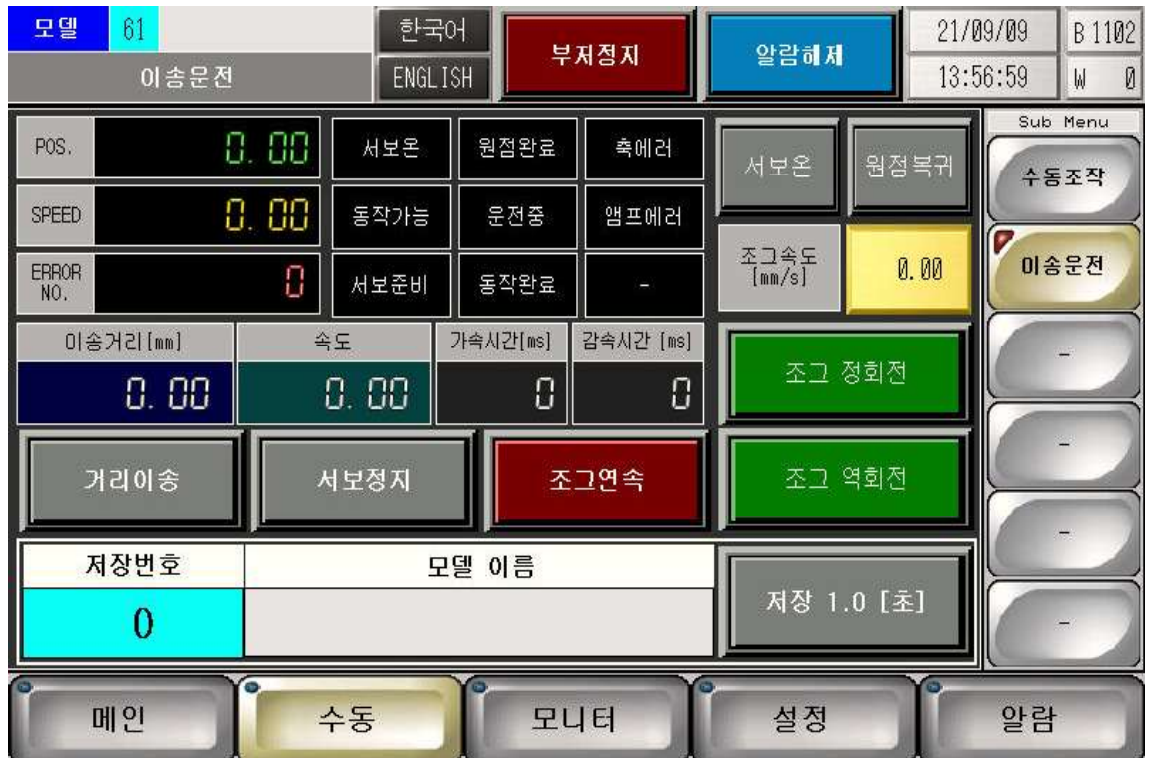 모델 61 한국어 부저정지 알람해제 21/09/09 B 1102
이송운전 ENGLISH 13:56:59 W 0
POS. 0.00 서보온 원점완료 축에러 서보온 원점복귀
SPEED 0.00 동작가능 운전중 앰프에러
ERROR
NO. 0 서보준비 동작완료 -
조그속도
[mm/s] 0.00
이송거리[mm] 속도 가속시간[ms] 감속시간 [ms]
0.00 0.00 0 0
조그 정회전
거리이송 서보정지 조그연속 조그 역회전
저장번호 모델 이름
0
저장 1.0 [초]
Sub Menu
수동조작
이송운전
-
-
-
-
메인 수동 모니터 설정 알람